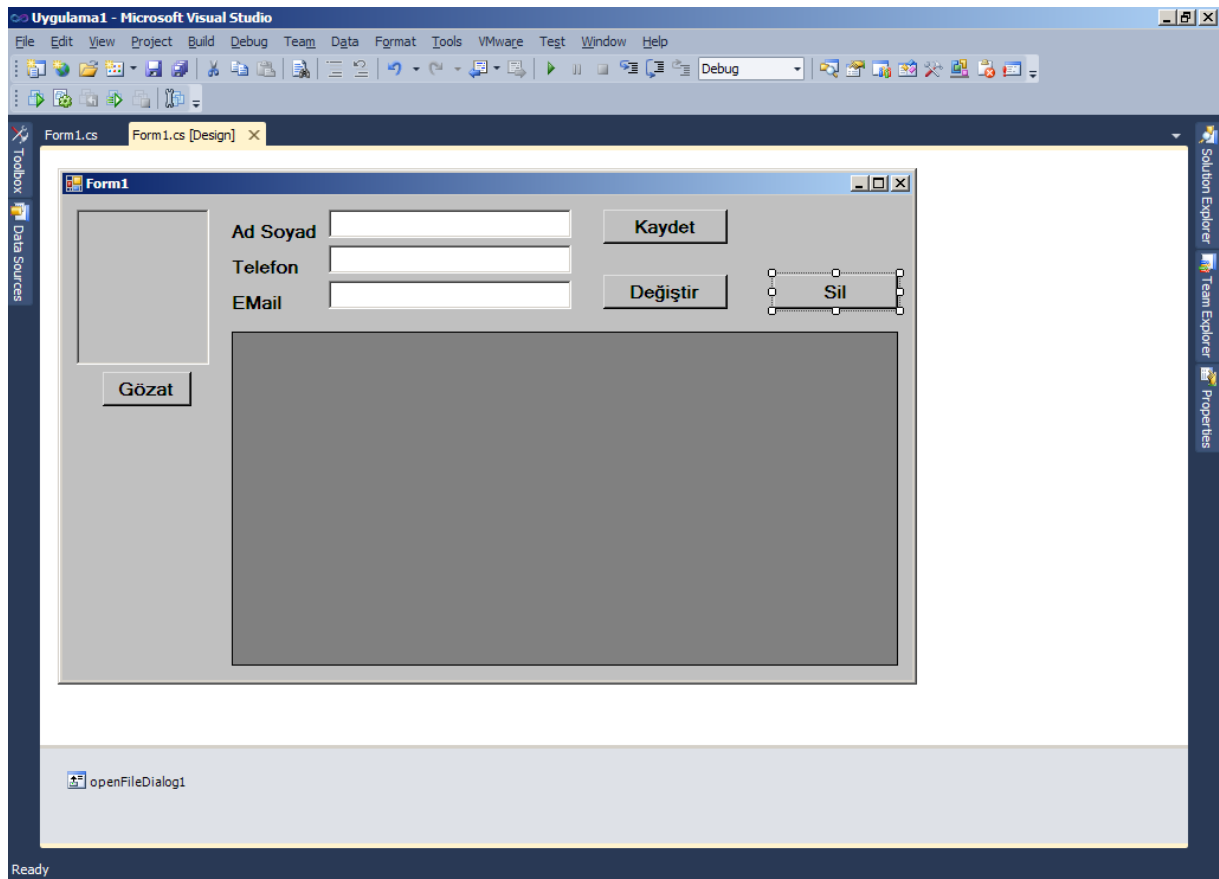 Uygulama1 - Microsoft Visual Studio
File Edit View Project Build Debug Team Data Format Tools VMware Test Window Help
Debug
Form1.cs Form1.cs [Design]
Toolbox
Data Sources
Form1
Ad Soyad
Kaydet
Telefon
EMail
Değiştir
Sil
Gözat
Solution Explorer
Team Explorer
Properties
openFileDialog1
Ready